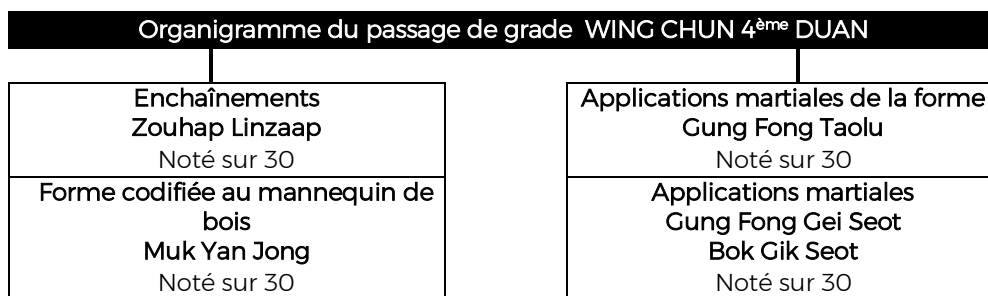 Organigramme du passage de grade WING CHUN 4ème DUAN
Enchaînements
Zouhap Linzaap
Noté sur 30
Forme codifiée au mannequin de
bois
Muk Yan Jong
Noté sur 30
Applications martiales de la forme
Gung Fong Taolu
Noté sur 30
Applications martiales
Gung Fong Gei Seot
Bok Gik Seot
Noté sur 30